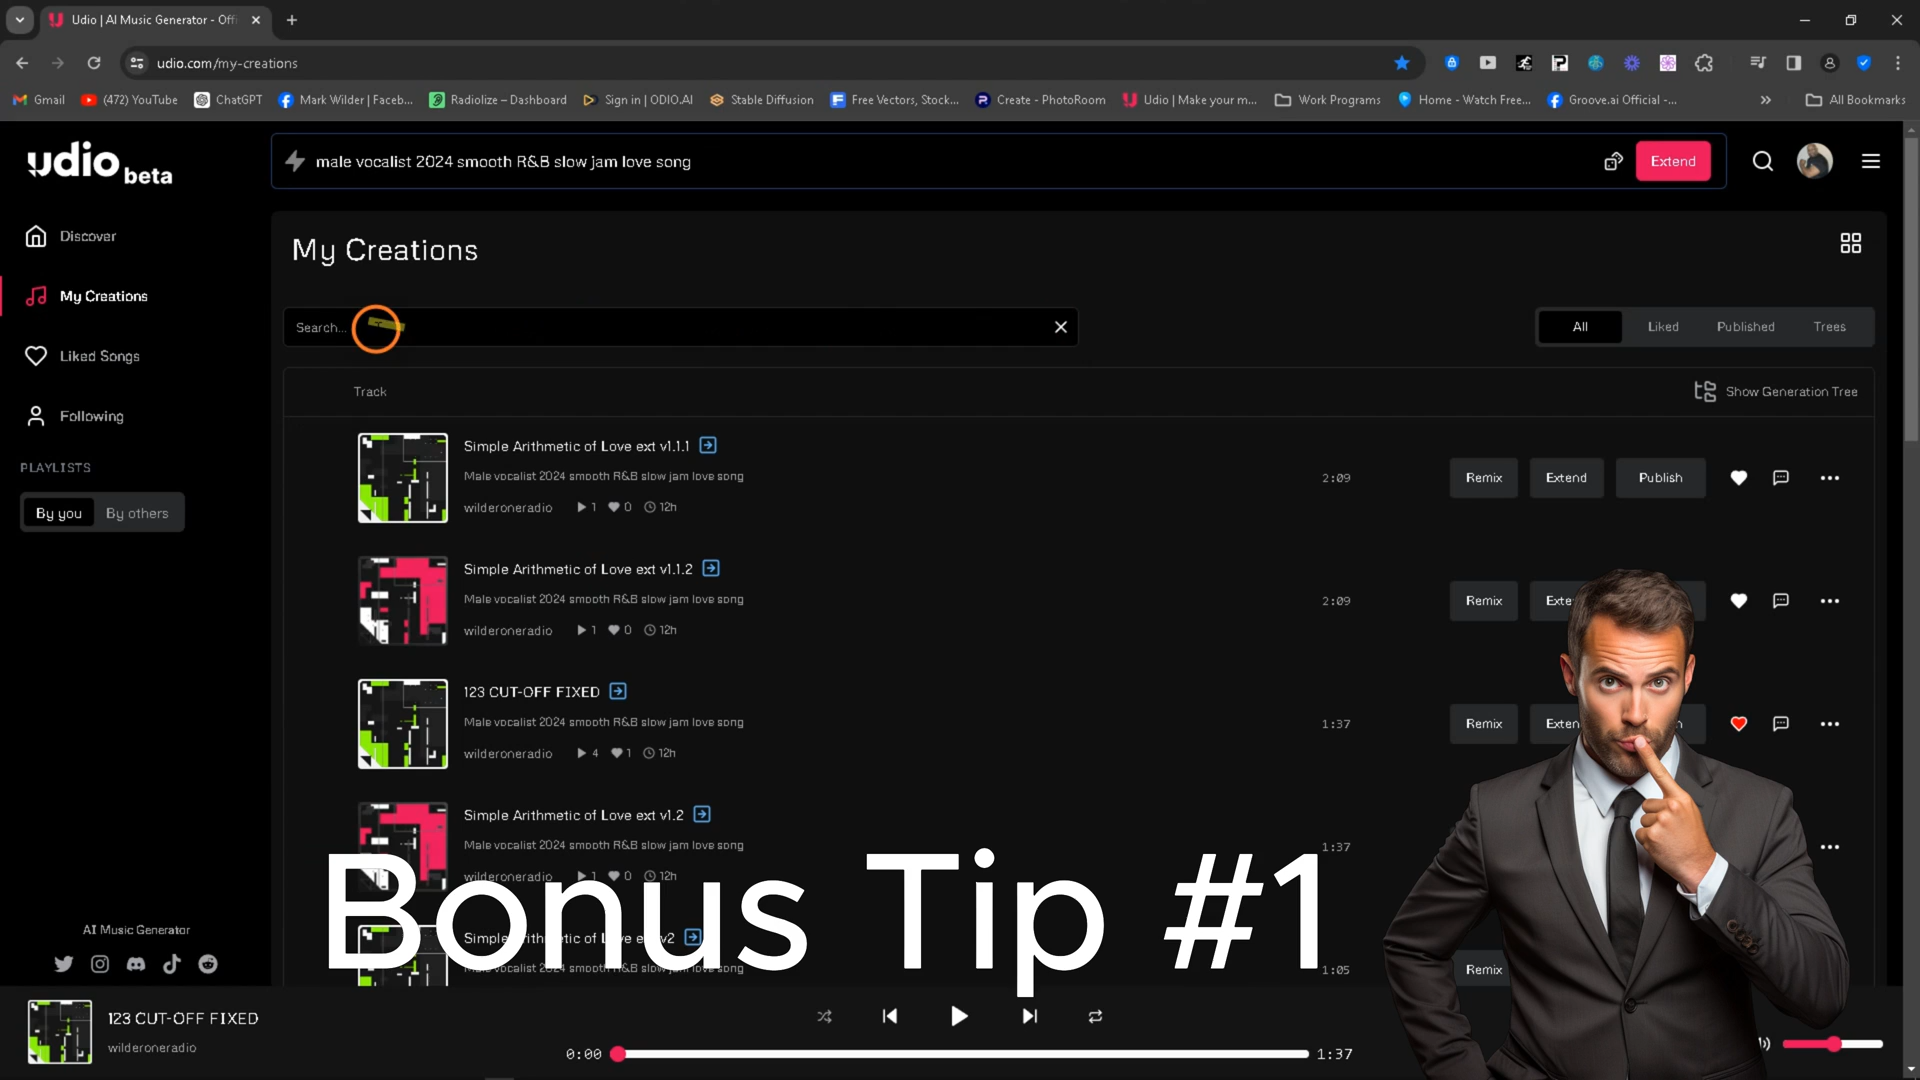 Udio | AI Music Generator - Offi
udio.com/my-creations
Gmail
(472) YouTube
ChatGPT
Mark Wilder | Faceb...
Radiolize – Dashboard
Sign in | ODIO.AI
Stable Diffusion
Free Vectors, Stock...
Create - PhotoRoom
Udio | Make your m...
Work Programs
Home - Watch Free...
Groove.ai Official -...
All Bookmarks
udio beta
male vocalist 2024 smooth R&B slow jam love song
Extend
Discover
My Creations
Liked Songs
Following
PLAYLISTS
By you
By others
My Creations
Search...
All
Liked
Published
Trees
Track
Show Generation Tree
Simple Arithmetic of Love ext v1.1.1
Male vocalist 2024 smooth R&B slow jam love song
wilderoneradio 1 0 12h
2:09
Remix
Extend
Publish
Simple Arithmetic of Love ext v1.1.2
Male vocalist 2024 smooth R&B slow jam love song
wilderoneradio 1 0 12h
2:09
Remix
Exte
123 CUT-OFF FIXED
Male vocalist 2024 smooth R&B slow jam love song
wilderoneradio 4 1 12h
1:37
Remix
Exten
Simple Arithmetic of Love ext v1.2
Male vocalist 2024 smooth R&B slow jam love song
wilderoneradio 1 0 12h
1:37
Bonus Tip #1
1:05
Remix
AI Music Generator
123 CUT-OFF FIXED
wilderoneradio
0:00
1:37